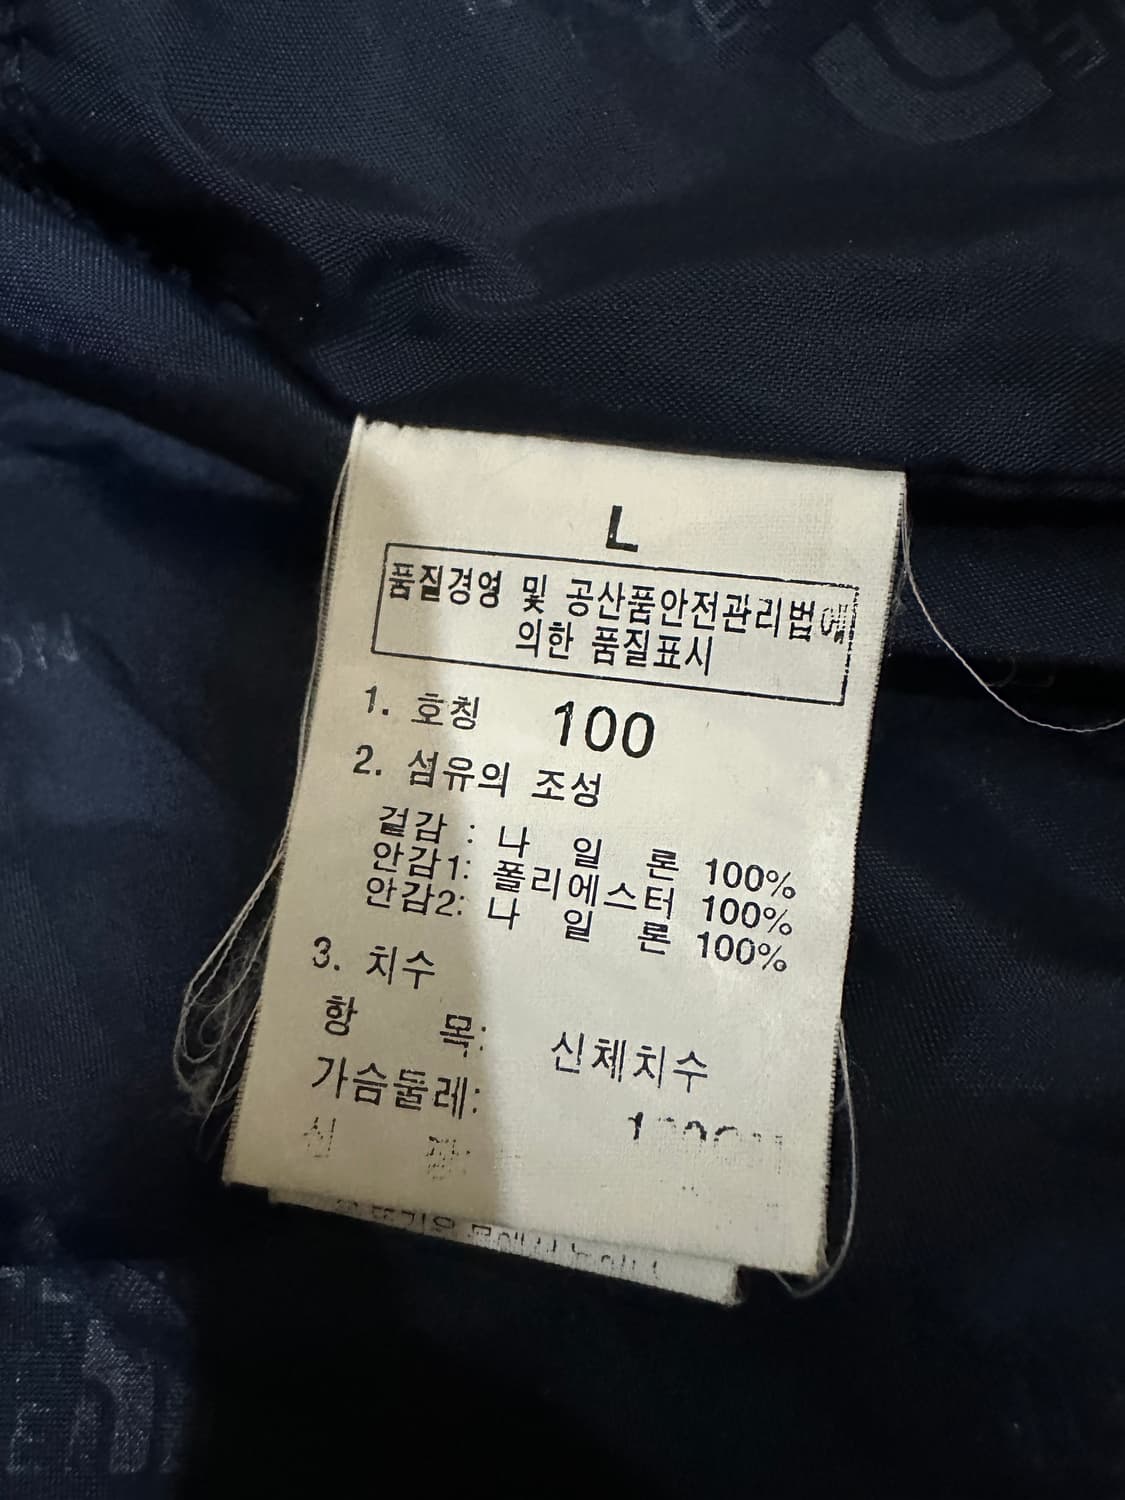 L
품질경영 및 공산품안전관리법에
의한 품질표시
1. 호칭 100
2. 섬유의 조성
겉감 : 나 일 론 100%
안감1: 폴리에스터 100%
안감2: 나 일 론 100%
3. 치수
항 목: 신체치수
가슴둘레:
신